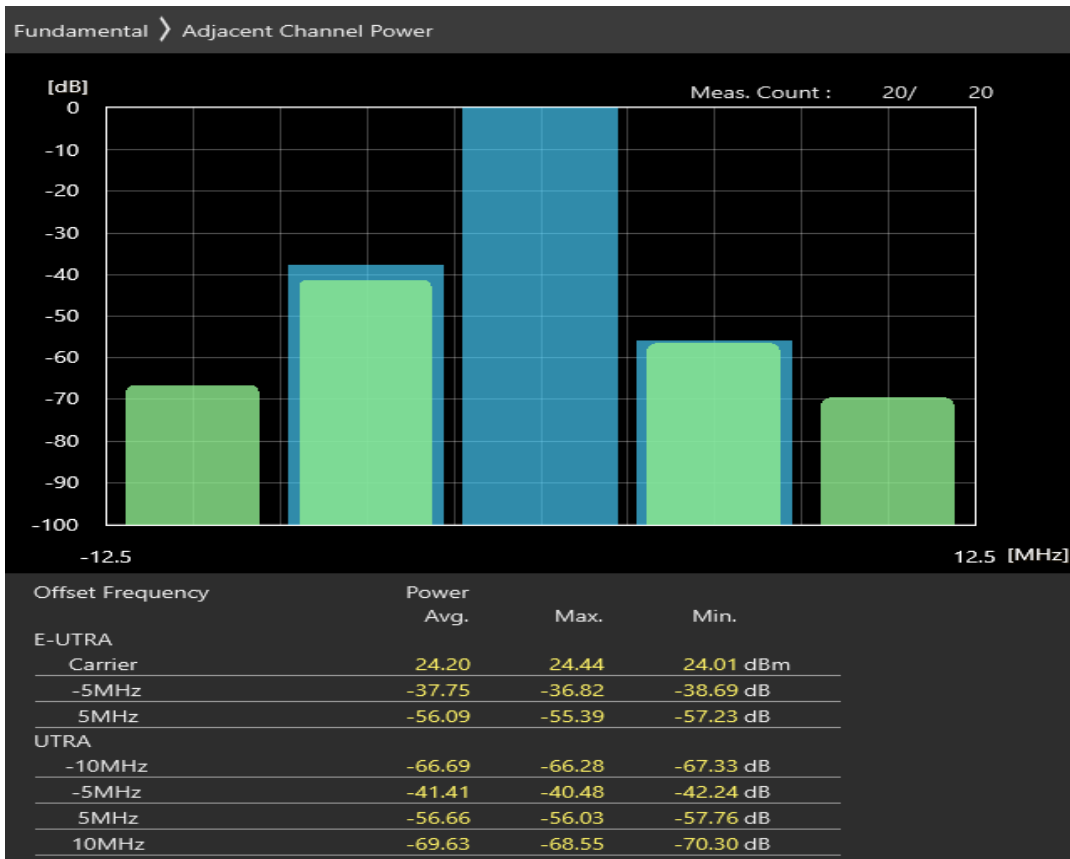 Fundamental 〉 Adjacent Channel Power
[dB]
Meas. Count : 20/ 20
0
-10
-20
-30
-40
-50
-60
-70
-80
-90
-100
-12.5 12.5 [MHz]
Offset Frequency Power
Avg. Max. Min.
E-UTRA
Carrier 24.20 24.44 24.01 dBm
-5MHz -37.75 -36.82 -38.69 dB
5MHz -56.09 -55.39 -57.23 dB
UTRA
-10MHz -66.69 -66.28 -67.33 dB
-5MHz -41.41 -40.48 -42.24 dB
5MHz -56.66 -56.03 -57.76 dB
10MHz -69.63 -68.55 -70.30 dB